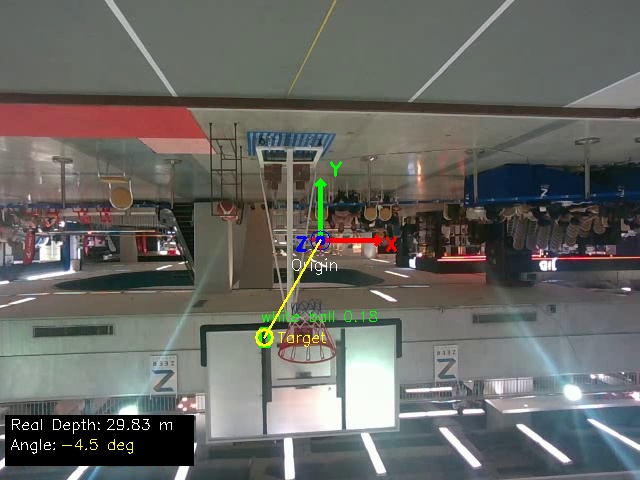 Y
Z
X
Origin
white ball 0.18
Target
Real Depth: 29.83 m
Angle: −4.5 deg